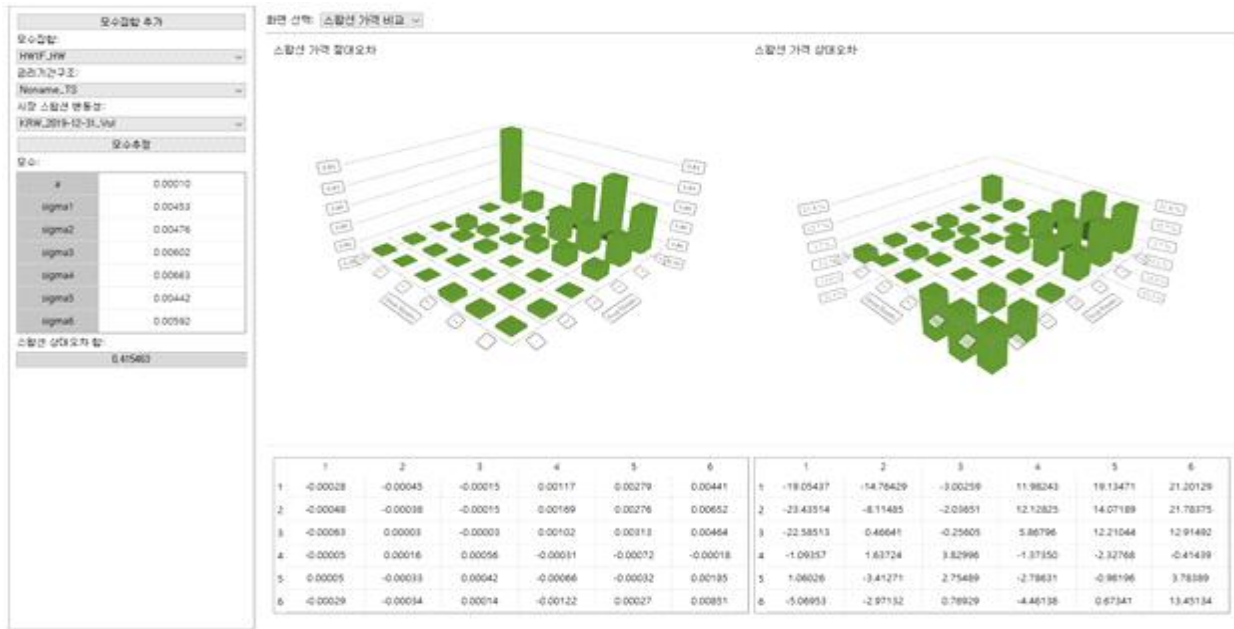 모수집합 추가
모수집합:
HW1F_HW
금리기간구조:
Noname_TS
시장 스왑션 변동성:
KRW_2019-12-31_Vol
모수추정
모수:
a 0.00010
sigma1 0.00453
sigma2 0.00476
sigma3 0.00602
sigma4 0.00683
sigma5 0.00442
sigma6 0.00592
스왑션 상대오차 합:
0.415463
화면 선택: 스왑션 가격 비교
스왑션 가격 절대오차
스왑션 가격 상대오차
1 2 3 4 5 6
1 -0.00028 -0.00045 -0.00015 0.00117 0.00279 0.00441
2 -0.00048 -0.00038 -0.00015 0.00169 0.00276 0.00652
3 -0.00063 0.00003 -0.00003 0.00102 0.00313 0.00464
4 -0.00005 0.00016 0.00056 -0.00031 -0.00072 -0.00018
5 0.00005 -0.00033 0.00042 -0.00066 -0.00032 0.00185
6 -0.00029 -0.00034 0.00014 -0.00122 0.00027 0.00851
1 2 3 4 5 6
1 -19.05437 -14.76429 -3.00259 11.98243 19.13471 21.20129
2 -23.43514 -8.11485 -2.03651 12.12825 14.07189 21.78375
3 -22.58513 0.46641 -0.25605 5.86796 12.21044 12.91492
4 -1.09357 1.63724 3.82996 -1.37350 -2.32768 -0.41439
5 1.06026 -3.41271 2.75489 -2.78631 -0.96196 3.78389
6 -5.06953 -2.97132 0.76929 -4.46136 0.67341 13.45134